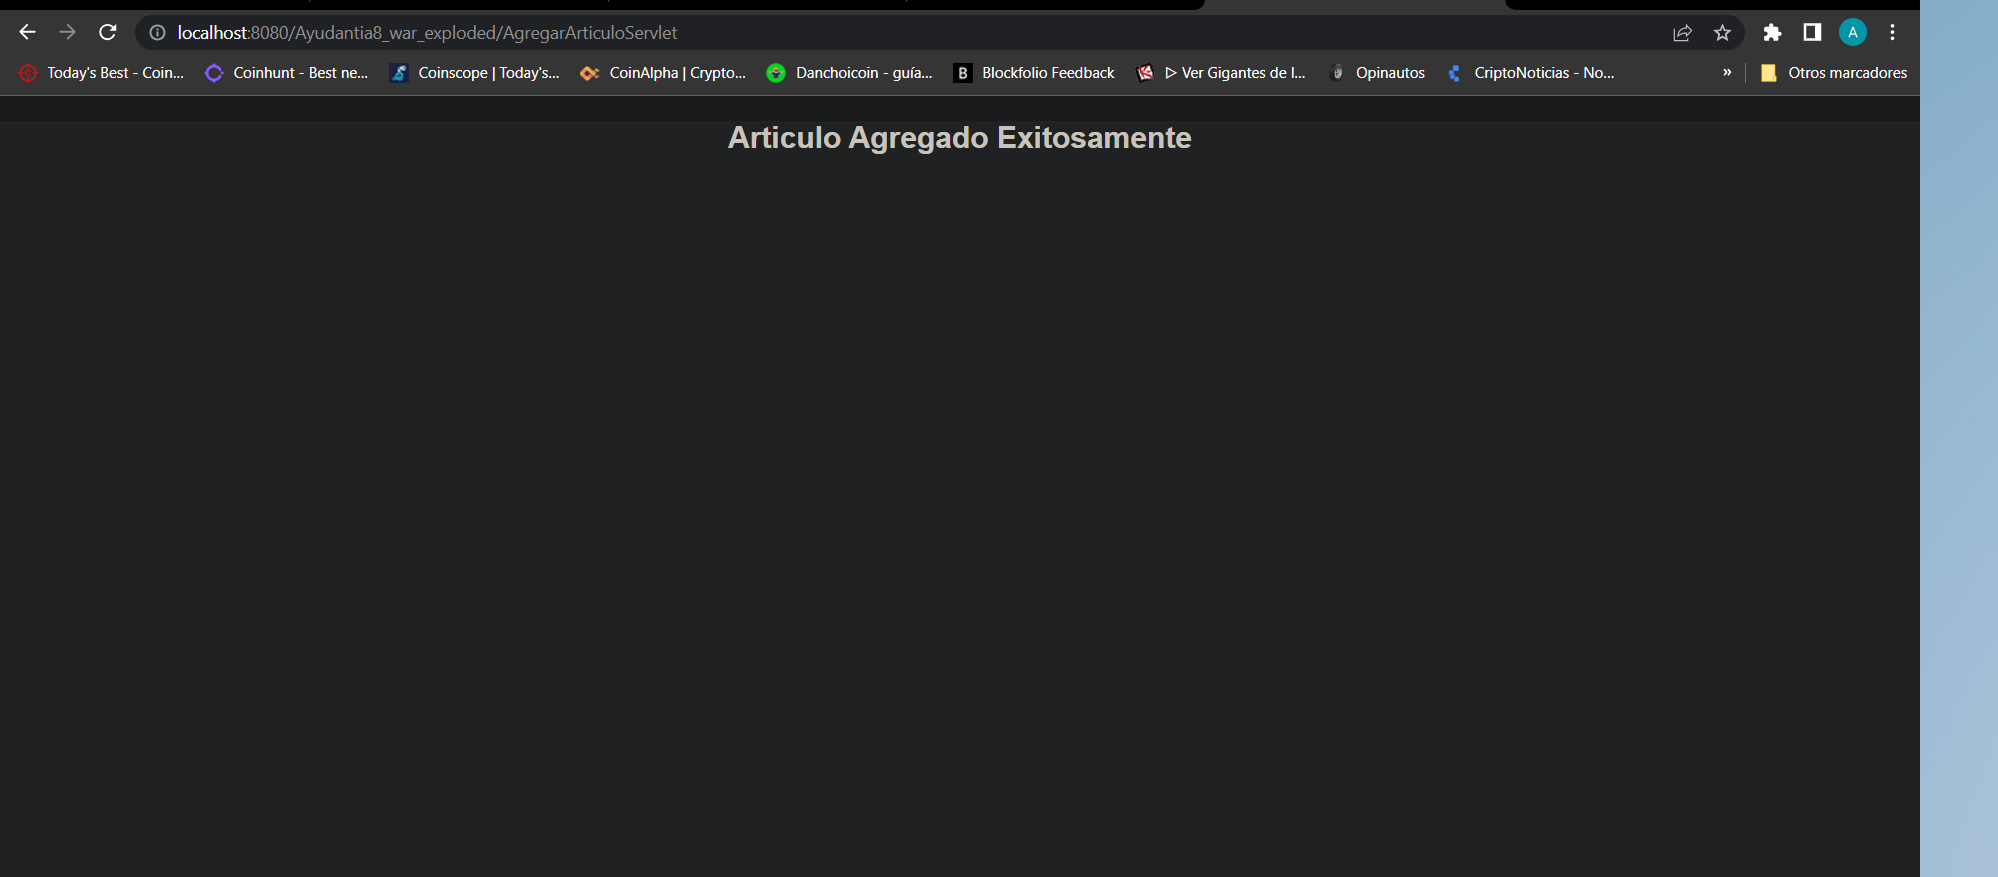 localhost:8080/Ayudantia8_war_exploded/AgregarArticuloServlet
A
Today's Best - Coin... Coinhunt - Best ne... Coinscope | Today's... CoinAlpha | Crypto... Danchoicoin - guía... B Blockfolio Feedback ▷ Ver Gigantes de l... Opinautos CriptoNoticias - No... » Otros marcadores
Articulo Agregado Exitosamente